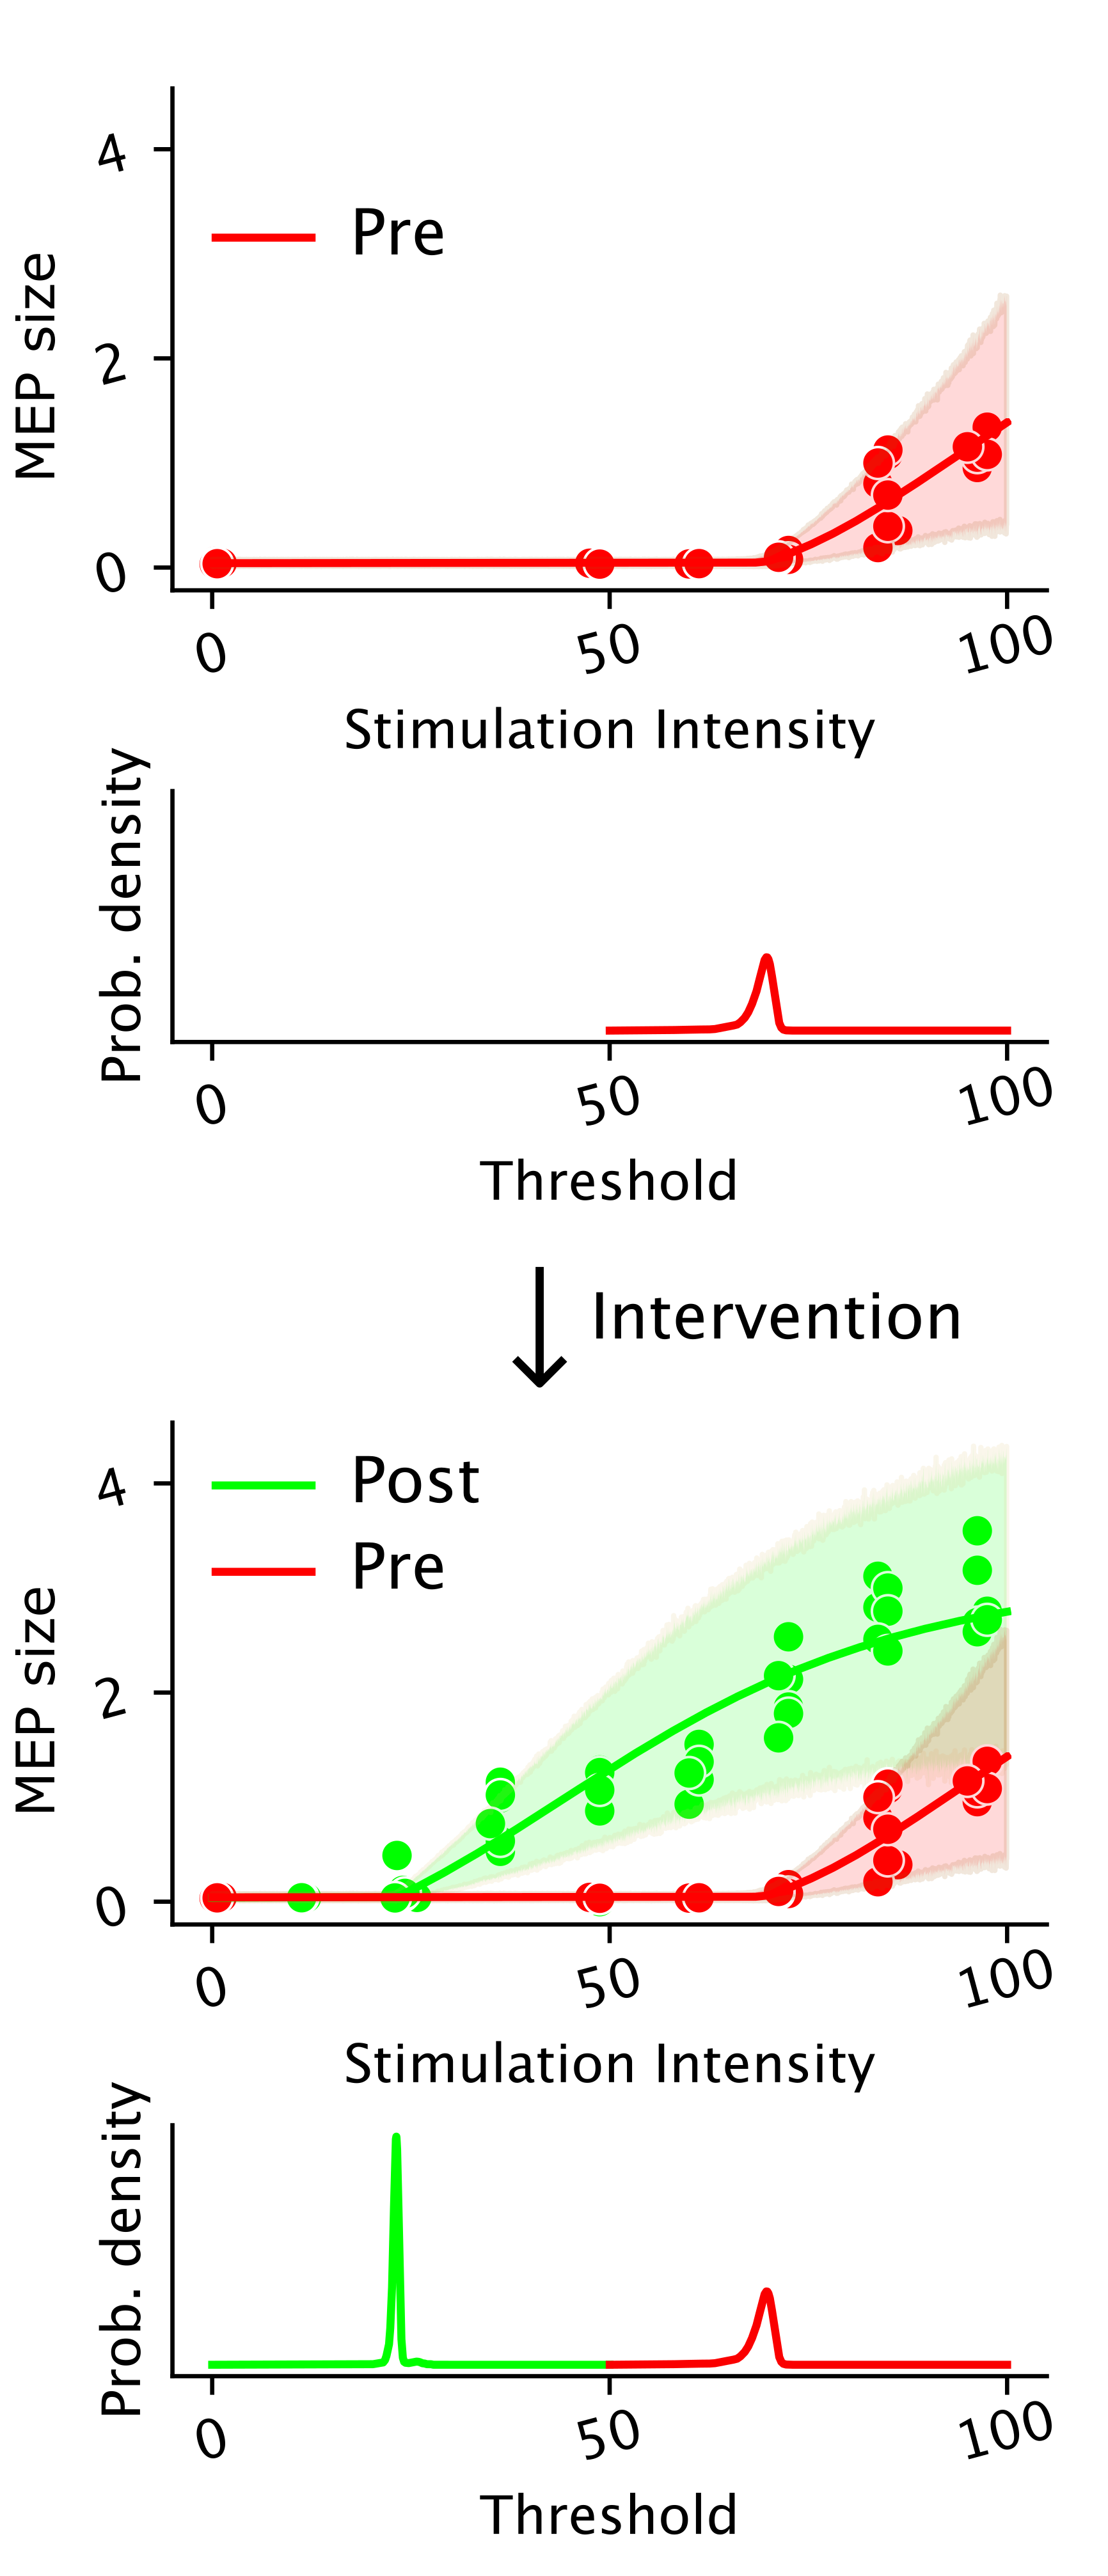 4
Pre
2
MEP size
0
0 50 100
Stimulation Intensity
Prob. density
0 50 100
Threshold
Intervention
4
Post
Pre
2
MEP size
0
0 50 100
Stimulation Intensity
Prob. density
0 50 100
Threshold